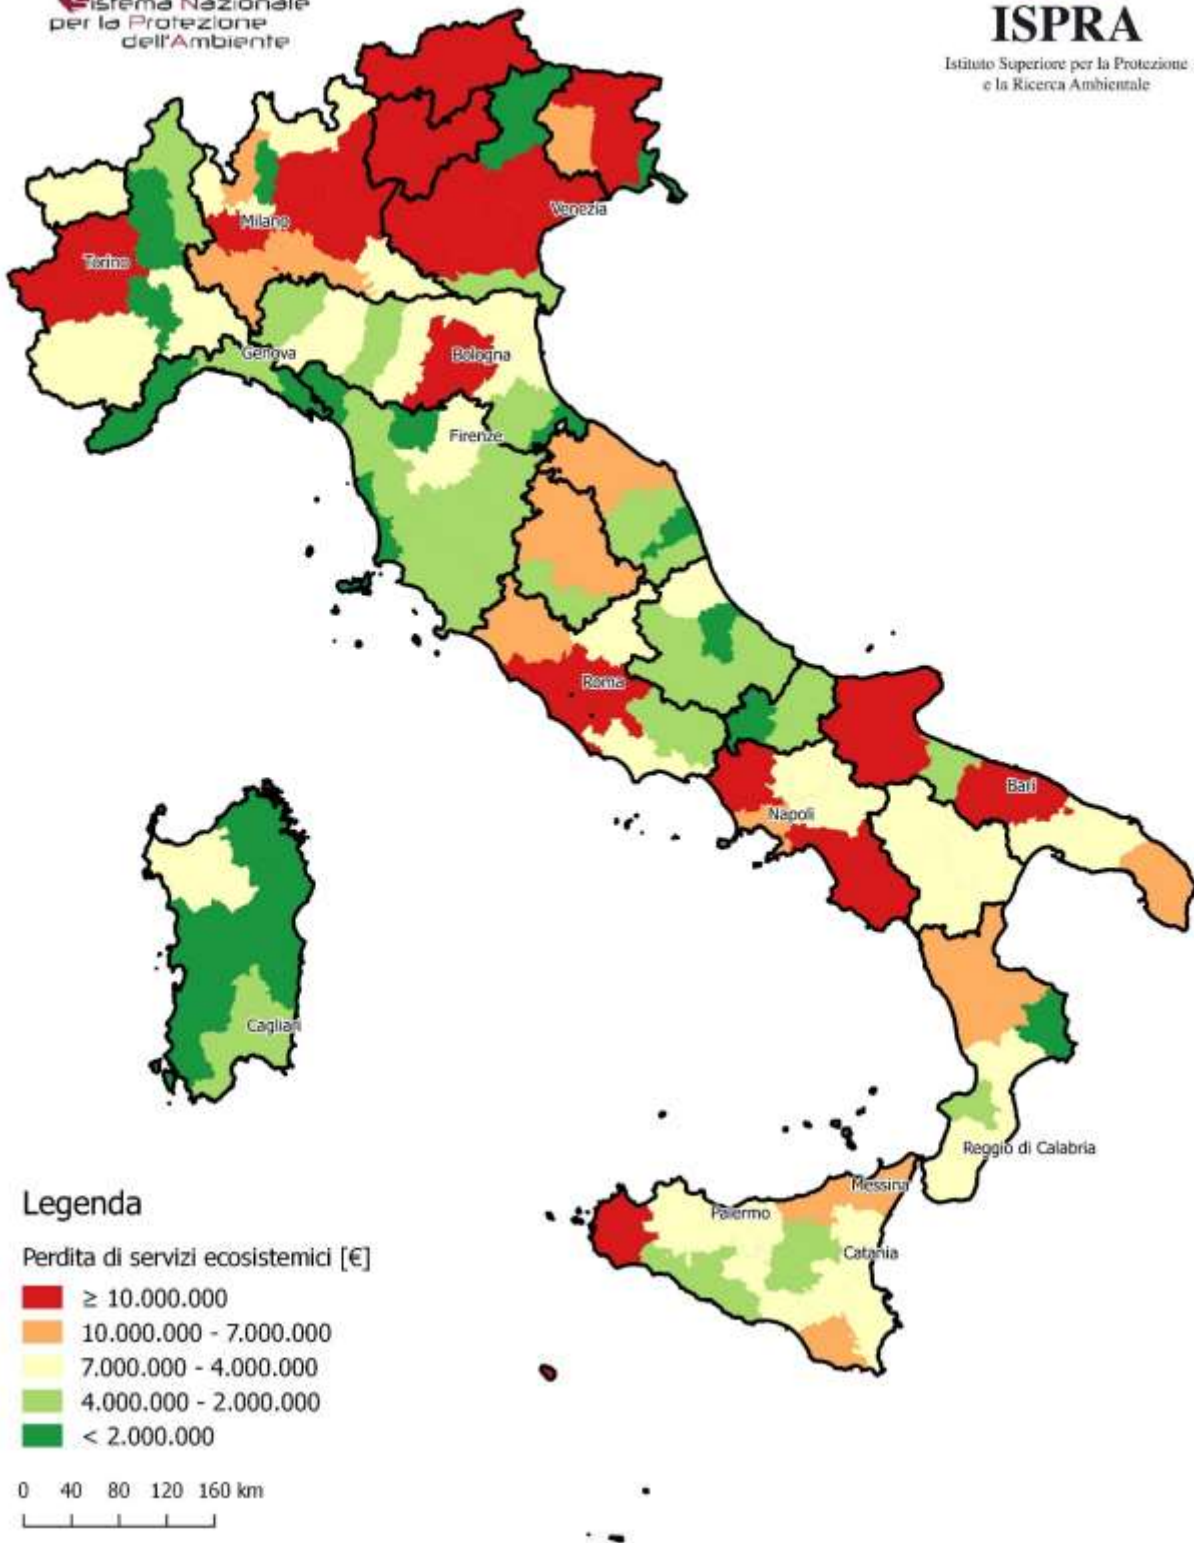 Sistema Nazionale
per la Protezione
dell'Ambiente
ISPRA
Istituto Superiore per la Protezione
e la Ricerca Ambientale
Venezia
Milano
Torino
Genova
Bologna
Firenze
Roma
Bari
Napoli
Cagliari
Reggio di Calabria
Messina
Palermo
Catania
Legenda
Perdita di servizi ecosistemici [€]
≥ 10.000.000
10.000.000 - 7.000.000
7.000.000 - 4.000.000
4.000.000 - 2.000.000
< 2.000.000
0 40 80 120 160 km